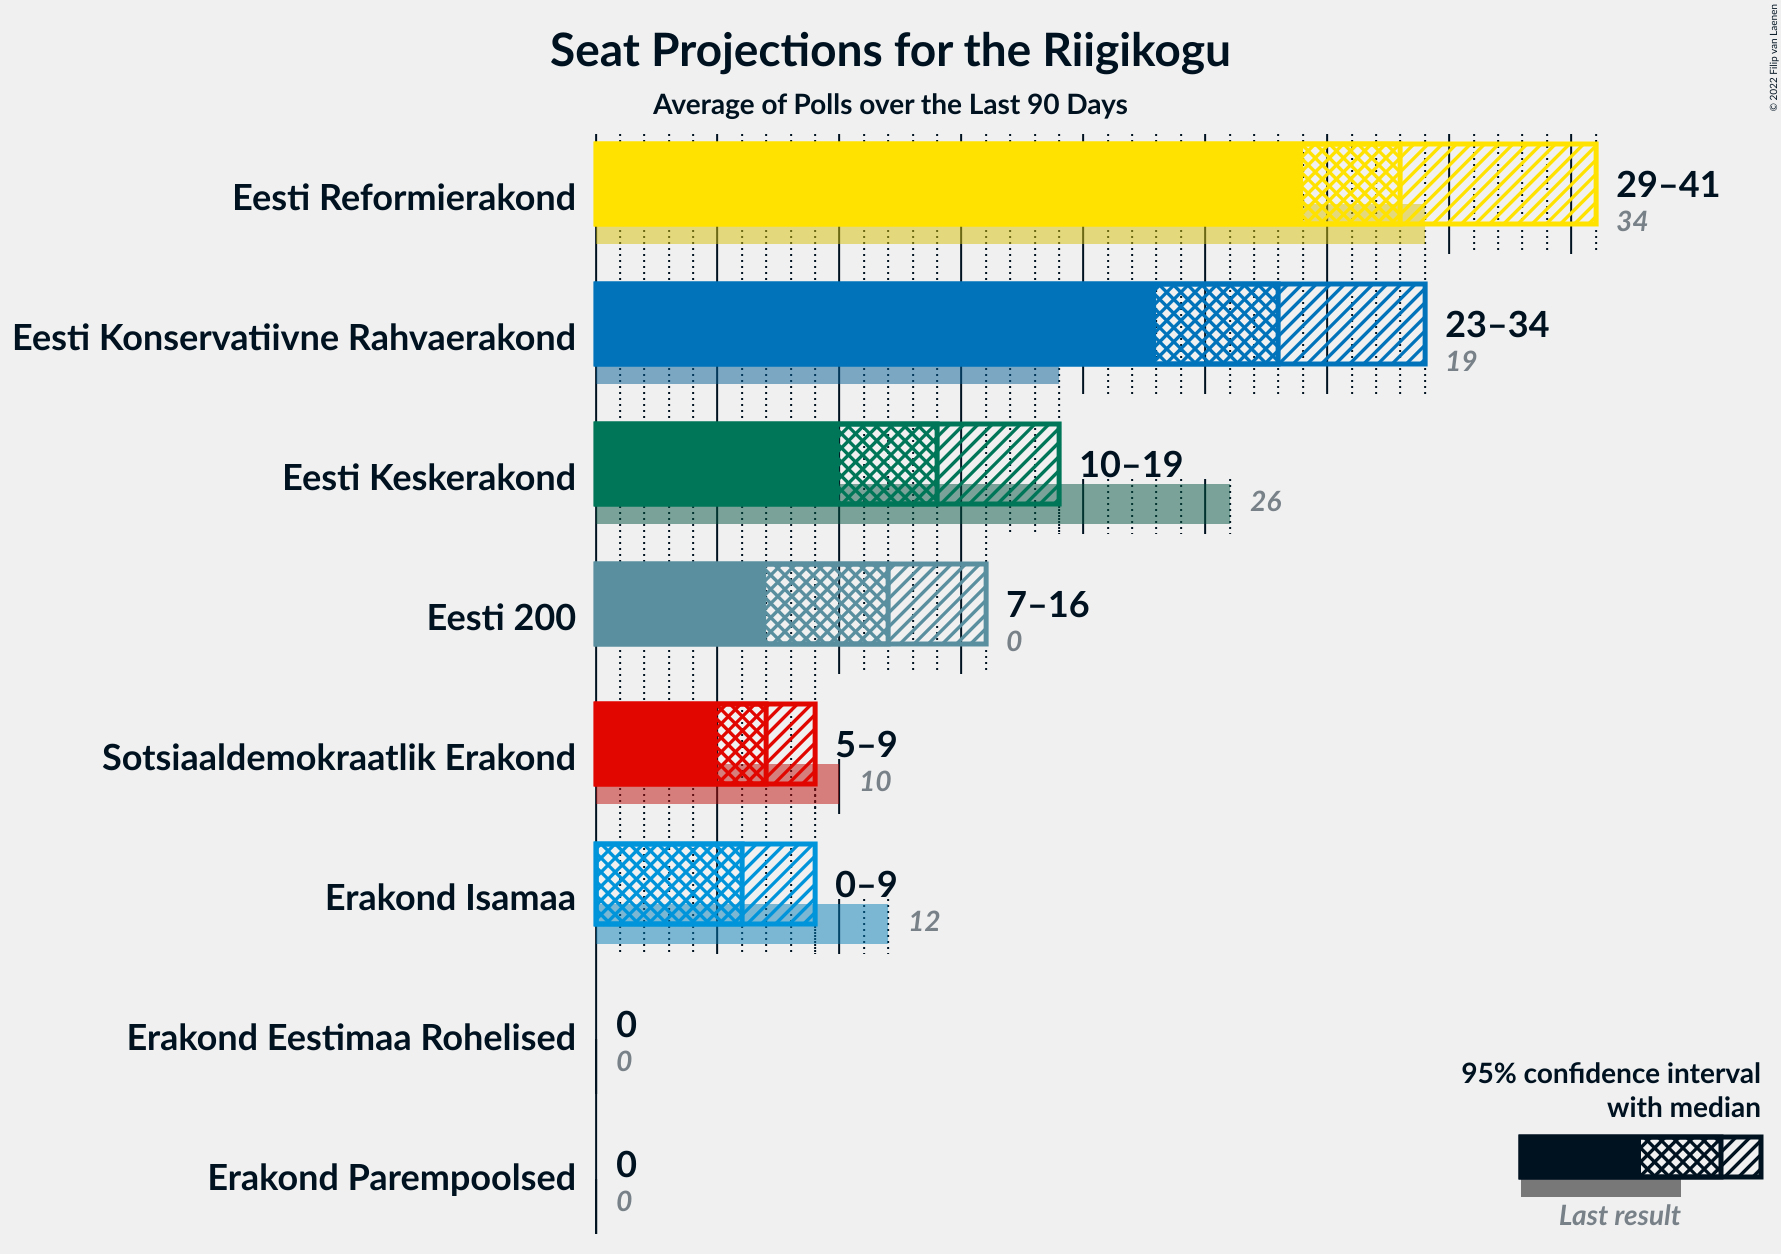 Seat Projections for the Riigikogu
Average of Polls over the Last 90 Days
© 2022 Filip van Laenen
Eesti Reformierakond
29–41
34
Eesti Konservatiivne Rahvaerakond
23–34
19
Eesti Keskerakond
10–19
26
Eesti 200
7–16
0
Sotsiaaldemokraatlik Erakond
5–9
10
Erakond Isamaa
0–9
12
Erakond Eestimaa Rohelised
0
0
Erakond Parempoolsed
0
0
95% confidence interval
with median
Last result